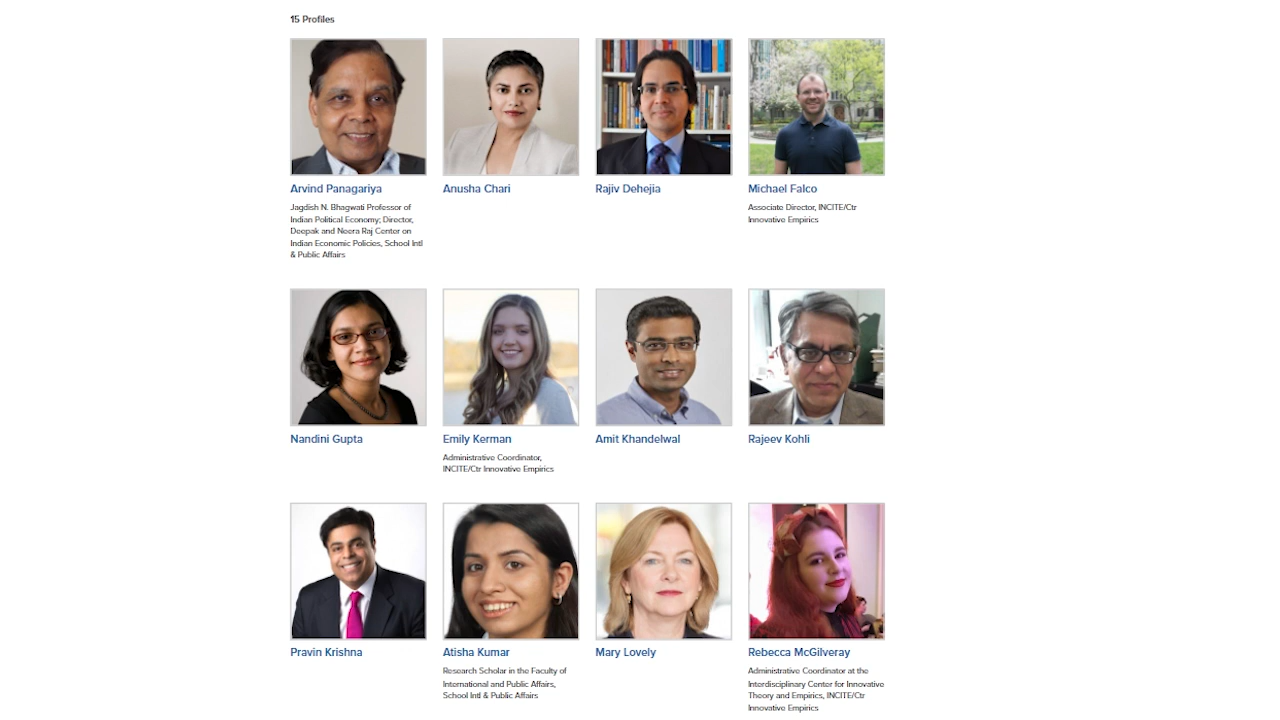 15 Profiles
Arvind Panagariya
Jagdish N. Bhagwati Professor of
Indian Political Economy; Director,
Deepak and Neera Raj Center on
Indian Economic Policies, School Intl
& Public Affairs
Anusha Chari
Rajiv Dehejia
Michael Falco
Associate Director, INCITE/Ctr
Innovative Empirics
Nandini Gupta
Emily Kerman
Administrative Coordinator,
INCITE/Ctr Innovative Empirics
Amit Khandelwal
Rajeev Kohli
Pravin Krishna
Atisha Kumar
Research Scholar in the Faculty of
International and Public Affairs,
School Intl & Public Affairs
Mary Lovely
Rebecca McGilveray
Administrative Coordinator at the
Interdisciplinary Center for Innovative
Theory and Empirics, INCITE/Ctr
Innovative Empirics